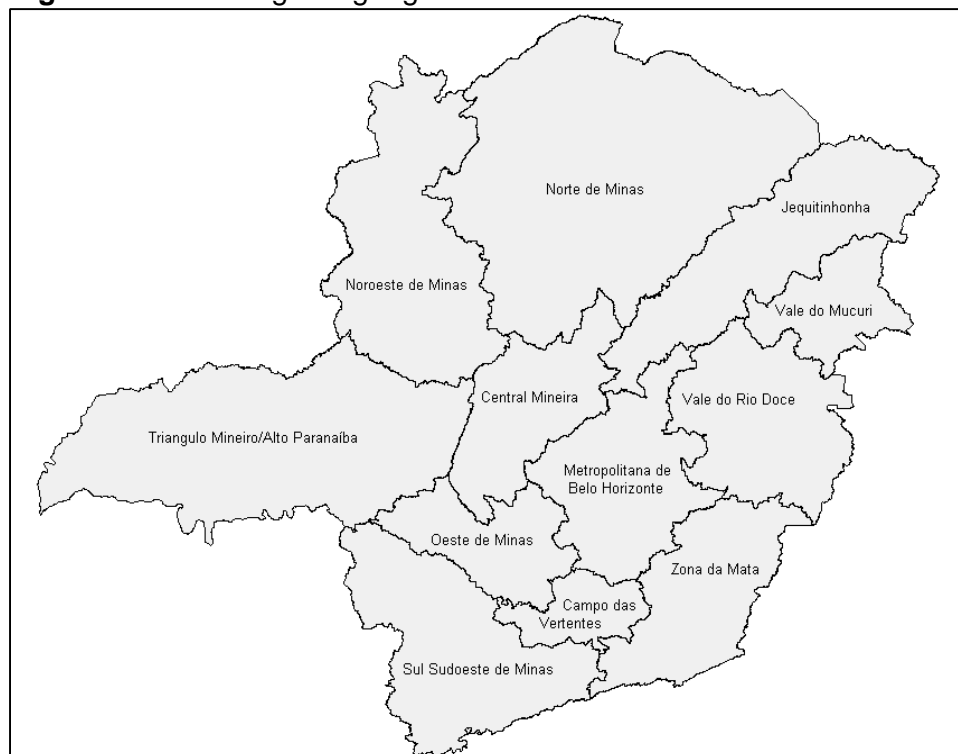 Norte de Minas
Jequitinhonha
Noroeste de Minas
Vale do Mucuri
Central Mineira
Vale do Rio Doce
Triangulo Mineiro/Alto Paranaíba
Metropolitana de
Belo Horizonte
Oeste de Minas
Zona da Mata
Campo das
Vertentes
Sul Sudoeste de Minas